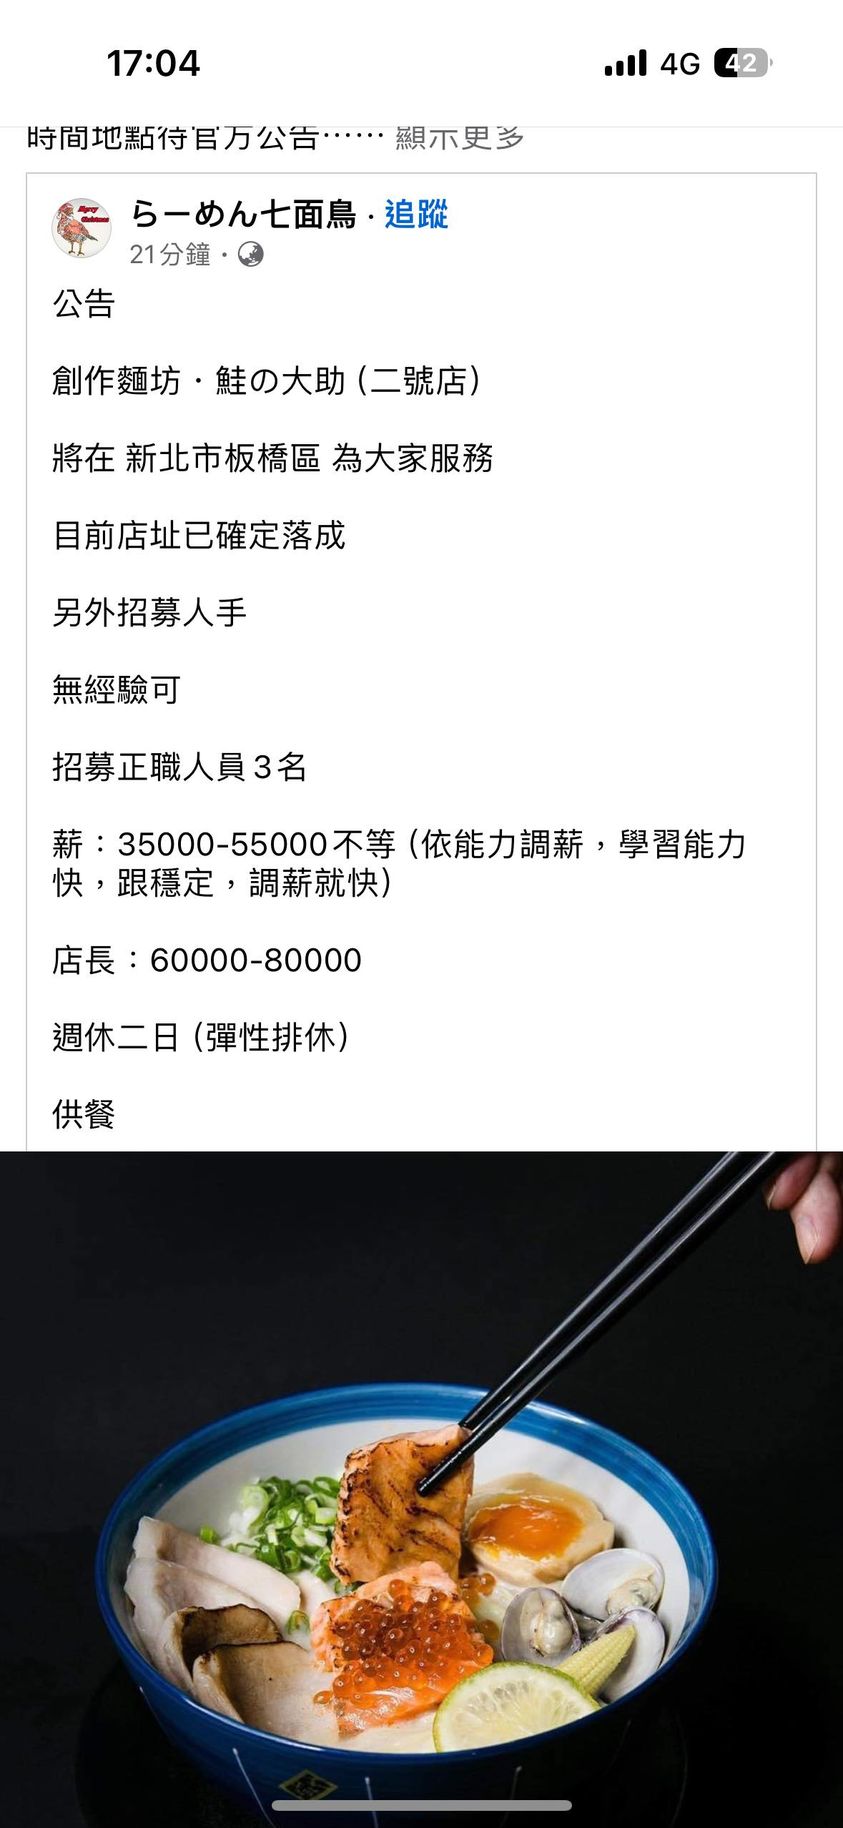 17:04
4G 42
時間地點待官方公告⋯⋯ 顯示更多
Merry Christmas
らーめん七面鳥 · 追蹤
21分鐘 ·
公告
創作麵坊・鮭の大助（二號店）
將在 新北市板橋區 為大家服務
目前店址已確定落成
另外招募人手
無經驗可
招募正職人員3名
薪：35000-55000不等（依能力調薪，學習能力
快，跟穩定，調薪就快）
店長：60000-80000
週休二日（彈性排休）
供餐